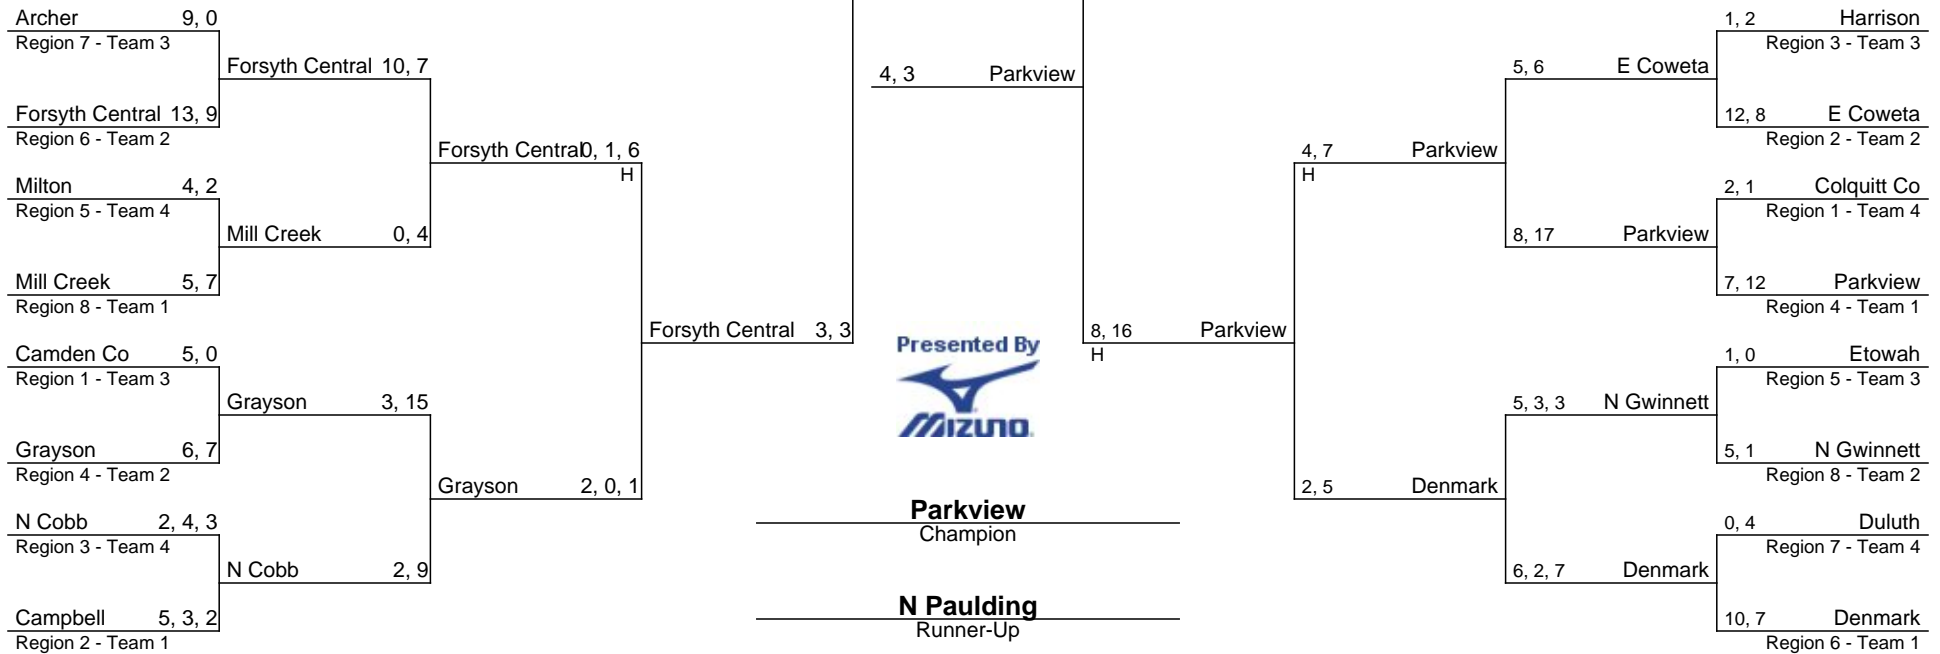 Archer 9, 0
Region 7 - Team 3
Forsyth Central 10, 7
Forsyth Central 13, 9
Region 6 - Team 2
Forsyth Central 0, 1, 6
H
Milton 4, 2
Region 5 - Team 4
Mill Creek 0, 4
Mill Creek 5, 7
Region 8 - Team 1
Forsyth Central 3, 3
Camden Co 5, 0
Region 1 - Team 3
Grayson 3, 15
Grayson 6, 7
Region 4 - Team 2
Grayson 2, 0, 1
N Cobb 2, 4, 3
Region 3 - Team 4
N Cobb 2, 9
Campbell 5, 3, 2
Region 2 - Team 1
4, 3 Parkview
Presented By
MIZUNO
Parkview
Champion
N Paulding
Runner-Up
1, 2 Harrison
Region 3 - Team 3
5, 6 E Coweta
12, 8 E Coweta
Region 2 - Team 2
4, 7 Parkview
H
2, 1 Colquitt Co
Region 1 - Team 4
8, 17 Parkview
7, 12 Parkview
Region 4 - Team 1
8, 16 Parkview
H
1, 0 Etowah
Region 5 - Team 3
5, 3, 3 N Gwinnett
5, 1 N Gwinnett
Region 8 - Team 2
2, 5 Denmark
0, 4 Duluth
Region 7 - Team 4
6, 2, 7 Denmark
10, 7 Denmark
Region 6 - Team 1